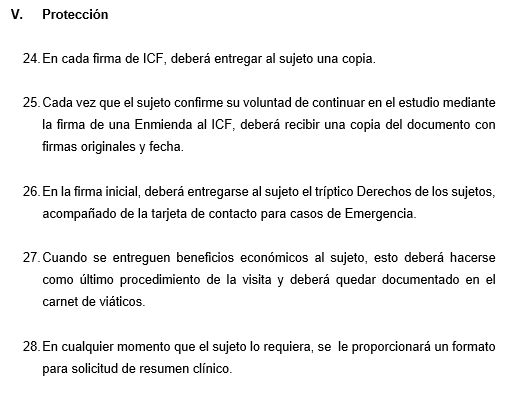 V. Protección
24. En cada firma de ICF, deberá entregar al sujeto una copia.
25. Cada vez que el sujeto confirme su voluntad de continuar en el estudio mediante
la firma de una Enmienda al ICF, deberá recibir una copia del documento con
firmas originales y fecha.
26. En la firma inicial, deberá entregarse al sujeto el tríptico Derechos de los sujetos,
acompañado de la tarjeta de contacto para casos de Emergencia.
27. Cuando se entreguen beneficios económicos al sujeto, esto deberá hacerse
como último procedimiento de la visita y deberá quedar documentado en el
carnet de viáticos.
28. En cualquier momento que el sujeto lo requiera, se le proporcionará un formato
para solicitud de resumen clínico.